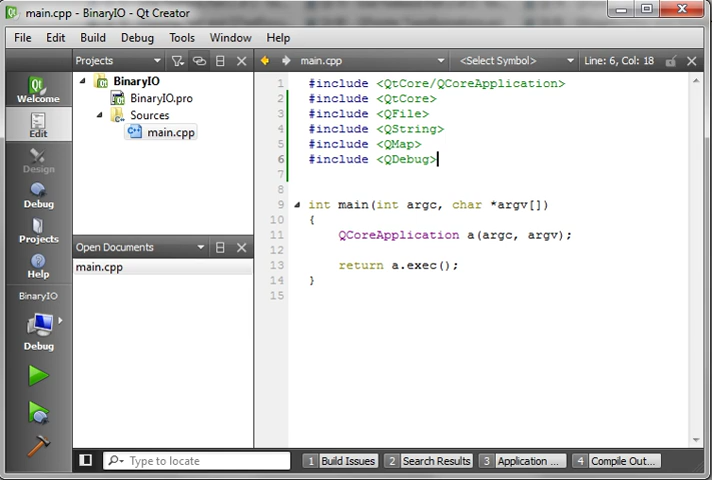 main.cpp - BinaryIO - Qt Creator
File Edit Build Debug Tools Window Help
Projects
main.cpp
<Select Symbol>
Line: 6, Col: 18
Welcome
Edit
Design
Debug
Projects
Help
BinaryIO
Debug
BinaryIO
BinaryIO.pro
Sources
main.cpp
Open Documents
main.cpp
1 #include <QtCore/QCoreApplication>
2 #include <QtCore>
3 #include <QFile>
4 #include <QString>
5 #include <QMap>
6 #include <QDebug>
7
8
9 int main(int argc, char *argv[])
10 {
11 QCoreApplication a(argc, argv);
12
13 return a.exec();
14 }
15
Type to locate
1 Build Issues 2 Search Results 3 Application ... 4 Compile Out...